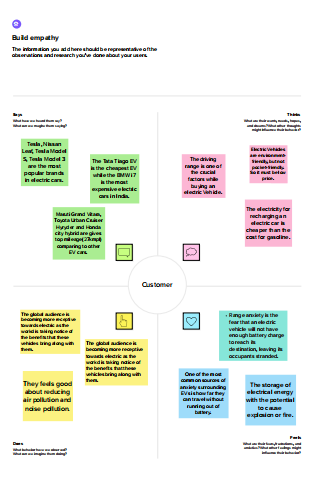 Build empathy
The information you add here should be representative of the
observations and research you've done about your users.
Says
What have we heard them say?
What can we imagine them saying?
Thinks
What are their wants, needs, hopes,
and dreams? What other thoughts
might influence their behavior?
Tesla, Nissan
Leaf, Tesla Model
S, Tesla Model 3
are the most
popular brands
in electric cars.
The Tata Tiago EV
is the cheapest EV
while the BMW i7
is the most
expensive electric
cars in India.
Maruti Grand Vitara,
Toyota Urban Cruiser
Hyryder and Honda
city hybrid are gives
top mileage(27kmpl)
comparing to other
EV cars.
The driving
range is one of
the crucial
factors while
buying an
electric Vehicle.
Electric Vehicles
are environment-
friendly, but not
pocket-friendly.
So it must be low
price.
The electricity for
recharging an
electric car is
cheaper than the
cost for gasoline.
Customer
The global audience is
becoming more receptive
towards electric as the
world is taking notice of
the benefits that these
vehicles bring along with
them.
The global audience is
becoming more receptive
towards electric as the
world is taking notice of
the benefits that these
vehicles bring along with
them.
They feels good
about reducing
air pollution and
noise pollution.
• Range anxiety is the
fear that an electric
vehicle will not have
enough battery charge
to reach its
destination, leaving its
occupants stranded.
One of the most
common sources of
anxiety surrounding
EVs is how far they
can travel without
running out of
battery.
The storage of
electrical energy
with the potential
to cause
explosion or fire.
Does
What behavior have we observed?
What can we imagine them doing?
Feels
What are their fears, frustrations, and
anxieties? What other feelings might
influence their behavior?